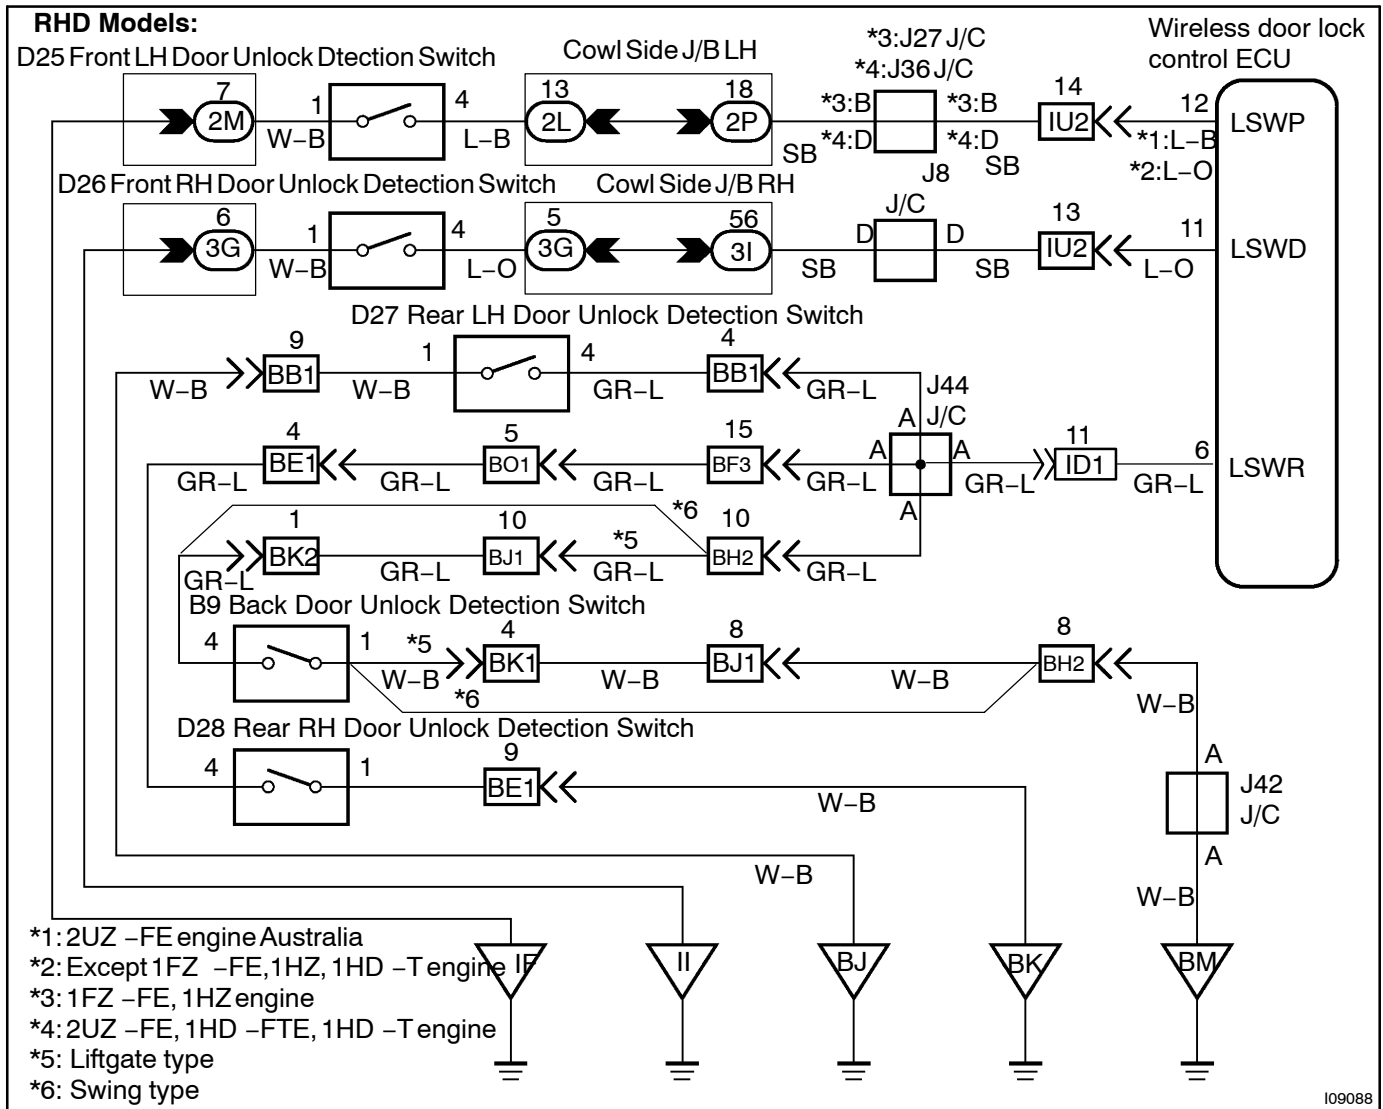 RHD Models:
D25 Front LH Door Unlock Dtection Switch
Cowl Side J/B LH
*3:J27 J/C
*4:J36 J/C
Wireless door lock
control ECU
7
2M
W–B
1
4
L–B
13
2L
18
2P
SB
*3:B
*4:D
*3:B
*4:D
SB
14
IU2
12
*1:L–B
*2:L–O
LSWP
D26 Front RH Door Unlock Detection Switch
Cowl Side J/B RH
J8
J/C
6
3G
W–B
1
4
L–O
5
3G
56
3I
SB
D
D
SB
13
IU2
11
L–O
LSWD
D27 Rear LH Door Unlock Detection Switch
W–B
9
BB1
W–B
1
4
GR–L
4
BB1
GR–L
J44
J/C
A
GR–L
4
BE1
GR–L
5
BO1
GR–L
15
BF3
GR–L
A
A
GR–L
11
ID1
GR–L
6
LSWR
A
GR–L
1
BK2
GR–L
10
BJ1
*5
GR–L
*6
10
BH2
GR–L
B9 Back Door Unlock Detection Switch
4
1
*5
W–B
*6
4
BK1
W–B
8
BJ1
W–B
8
BH2
W–B
D28 Rear RH Door Unlock Detection Switch
4
1
9
BE1
W–B
A
J42
J/C
A
W–B
W–B
*1: 2UZ –FE engine Australia
*2: Except 1FZ –FE, 1HZ, 1HD –T engine
*3: 1FZ –FE, 1HZ engine
*4: 2UZ –FE, 1HD –FTE, 1HD –T engine
*5: Liftgate type
*6: Swing type
IF
II
BJ
BK
BM
I09088